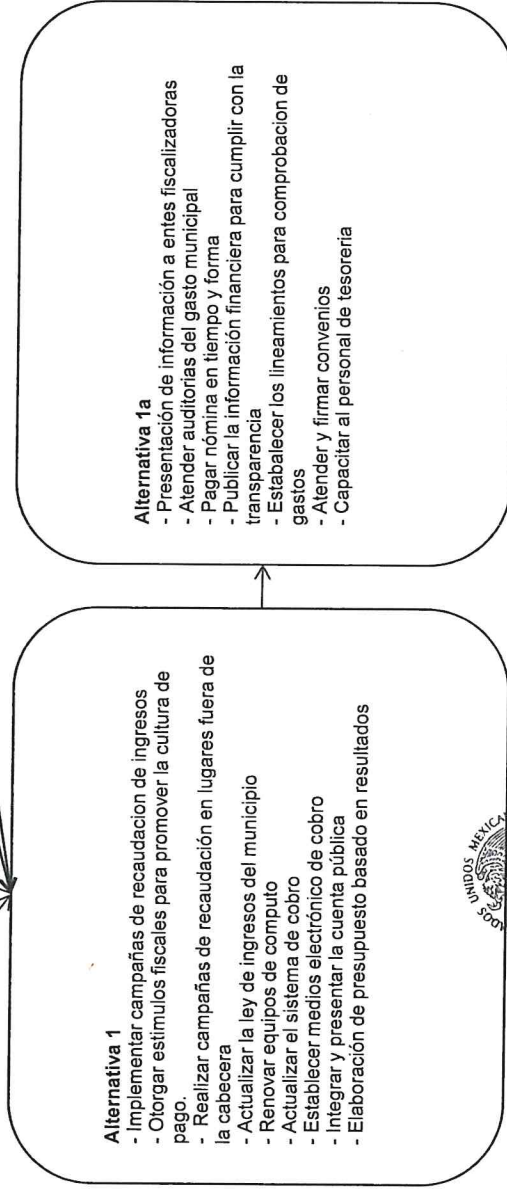 Alternativa 1
- Implementar campañas de recaudacion de ingresos
- Otorgar estimulos fiscales para promover la cultura de
pago.
- Realizar campañas de recaudación en lugares fuera de
la cabecera
- Actualizar la ley de ingresos del municipio
- Renovar equipos de computo
- Actualizar el sistema de cobro
- Establecer medios electrónico de cobro
- Integrar y presentar la cuenta pública
- Elaboración de presupuesto basado en resultados
UNIDOS
Alternativa 1a
- Presentación de información a entes fiscalizadoras
- Atender auditorias del gasto municipal
- Pagar nómina en tiempo y forma
- Publicar la información financiera para cumplir con la
transparencia
- Estabalecer los lineamientos para comprobacion de
gastos
- Atender y firmar convenios
- Capacitar al personal de tesoreria